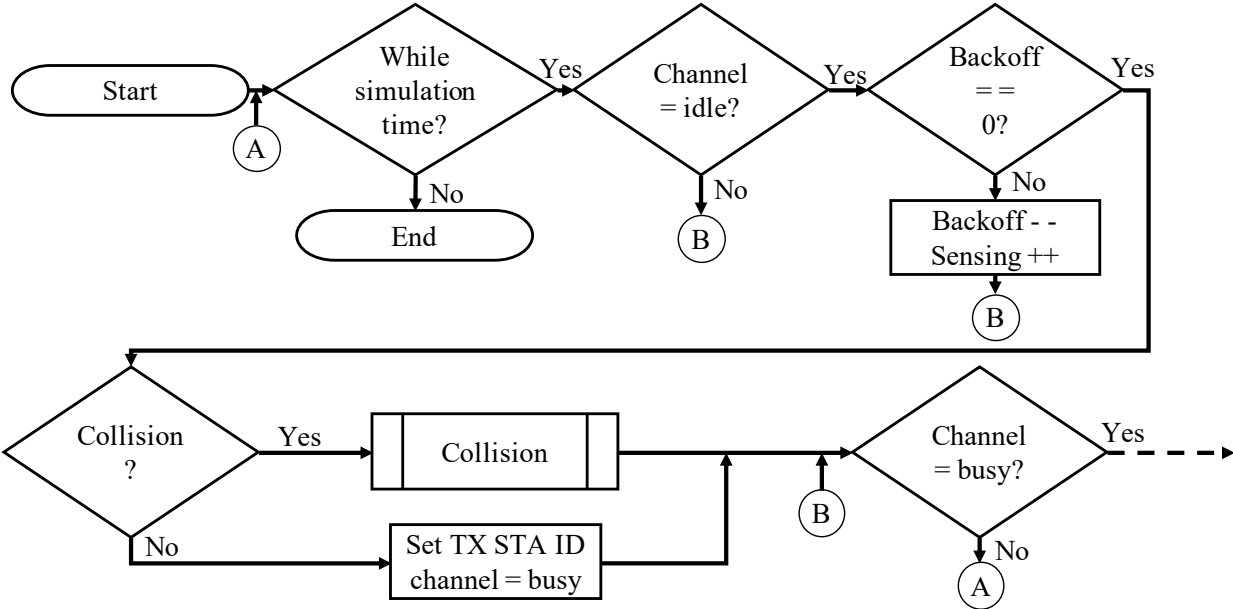 Start
A
While
simulation
time?
Yes
No
End
Channel
= idle?
Yes
No
B
Backoff
= =
0?
Yes
No
Backoff - -
Sensing ++
B
Collision
?
Yes
No
Collision
Set TX STA ID
channel = busy
B
Channel
= busy?
Yes
No
A